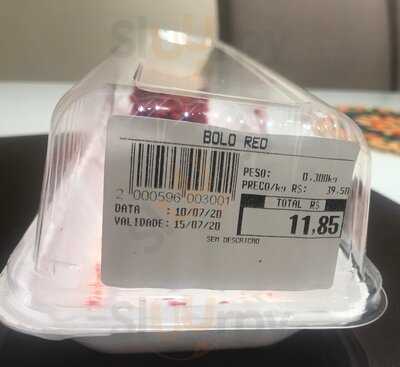 BOLO RED
2 000596 003001
PESO: 0,300kg
PREÇO/kg R$: 39,50
DATA : 10/07/20
VALIDADE: 15/07/20
TOTAL R$
11,85
SEM DESCRICAO